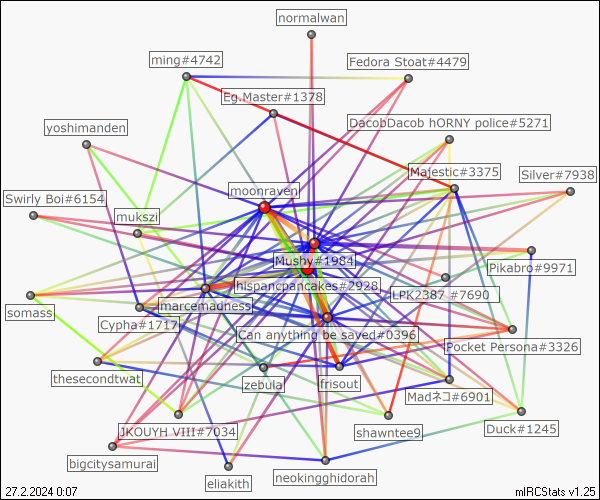 normalwan
ming#4742
Fedora Stoat#4479
Eg.Master#1378
DacobDacob hORNY police#5271
yoshimanden
Majestic#3375
Silver#7938
moonraven
Swirly Boi#6154
mukszi
Mushy#1984
Pikabro#9971
hispancpancakes#2928
LPK2387 #7690
somass
marcemadness
Cypha#1717
Can anything be saved#0396
Pocket Persona#3326
thesecondtwat
zebula
frisout
Madネコ#6901
JKOUYH VIII#7034
shawntee9
Duck#1245
bigcitysamurai
eliakith
neokingghidorah
27.2.2024 0:07
mIRCStats v1.25